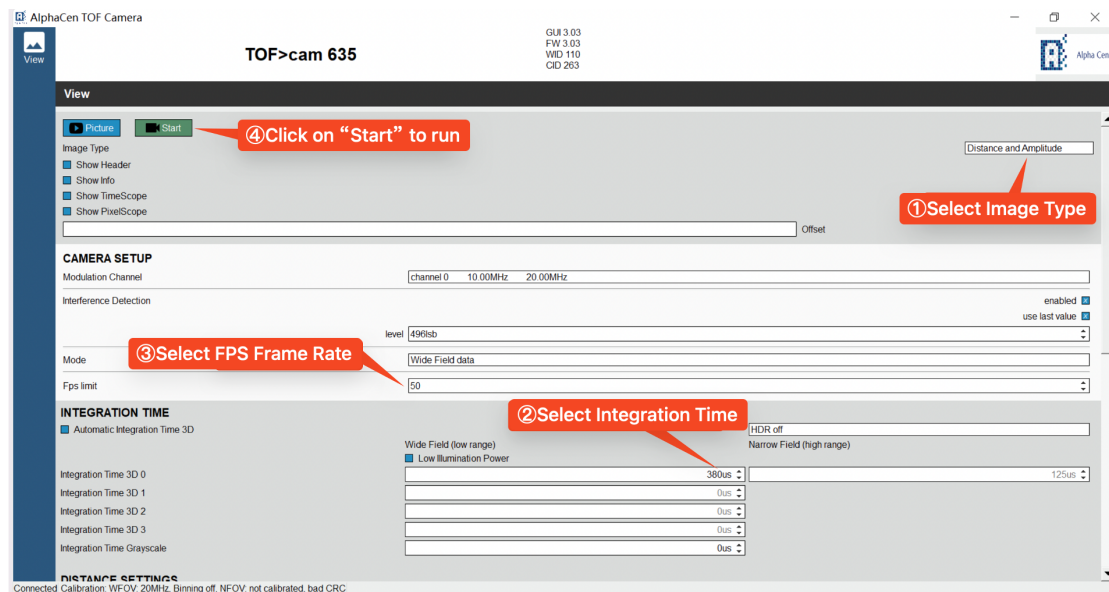 AlphaCen TOF Camera
View
TOF>cam 635
GUI 3.03
FW 3.03
WID 110
CID 263
Alpha Cen
View
Picture
Start
④Click on “Start” to run
Image Type
Distance and Amplitude
Show Header
Show Info
Show TimeScope
Show PixelScope
①Select Image Type
Offset
CAMERA SETUP
Modulation Channel
channel 0 10.00MHz 20.00MHz
Interference Detection
enabled
use last value
level 496lsb
Mode
Wide Field data
③Select FPS Frame Rate
Fps limit
50
INTEGRATION TIME
②Select Integration Time
Automatic Integration Time 3D
HDR off
Wide Field (low range)
Narrow Field (high range)
Low Illumination Power
Integration Time 3D 0
380us
125us
Integration Time 3D 1
0us
Integration Time 3D 2
0us
Integration Time 3D 3
0us
Integration Time Grayscale
0us
DISTANCE SETTINGS
Connected Calibration: WFOV: 20MHz, Binning off, NFOV: not calibrated, bad CRC